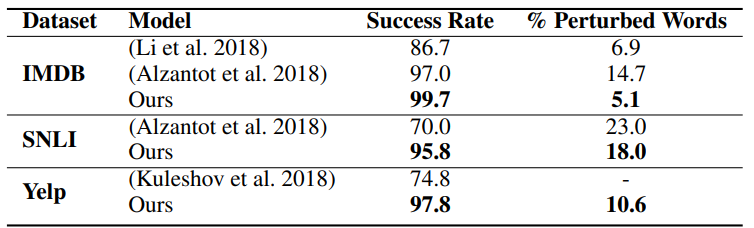 Dataset Model Success Rate % Perturbed Words
(Li et al. 2018) 86.7 6.9
IMDB (Alzantot et al. 2018) 97.0 14.7
Ours 99.7 5.1
(Alzantot et al. 2018) 70.0 23.0
SNLI
Ours 95.8 18.0
(Kuleshov et al. 2018) 74.8 -
Yelp
Ours 97.8 10.6